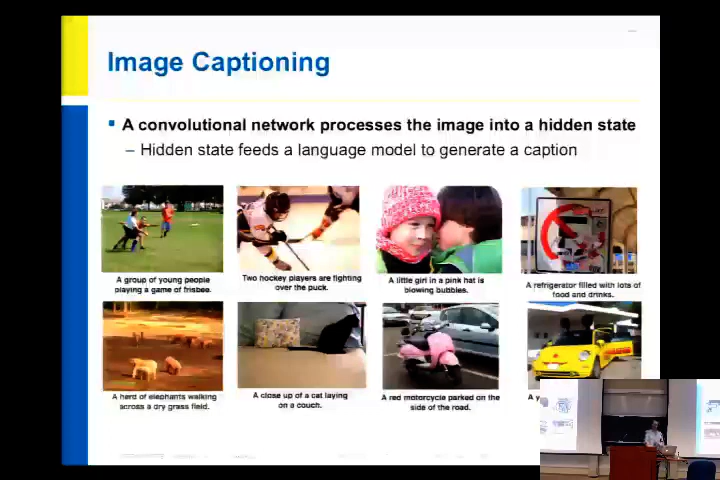 Image Captioning
A convolutional network processes the image into a hidden state
– Hidden state feeds a language model to generate a caption
A group of young people
playing a game of frisbee.
Two hockey players are fighting
over the puck.
A little girl in a pink hat is
blowing bubbles.
A refrigerator filled with lots of
food and drinks.
A herd of elephants walking
across a dry grass field.
A close up of a cat laying
on a couch.
A red motorcycle parked on the
side of the road.